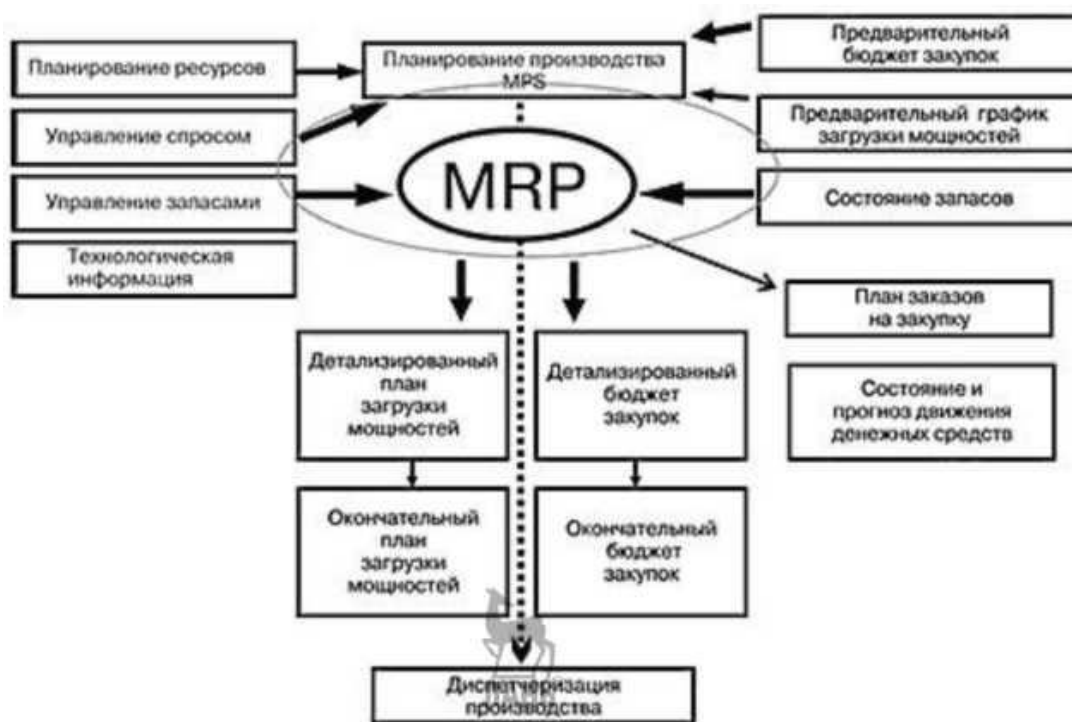 Планирование ресурсов
Управление спросом
Управление запасами
Технологическая
информация
Планирование производства
MPS
MRP
Предварительный
бюджет закупок
Предварительный график
загрузки мощностей
Состояние запасов
План заказов
на закупку
Состояние и
прогноз движения
денежных средств
Детализированный
план
загрузки
мощностей
Детализированный
бюджет
закупок
Окончательный
план
загрузки
мощностей
Окончательный
бюджет
закупок
Диспетчеризация
производства